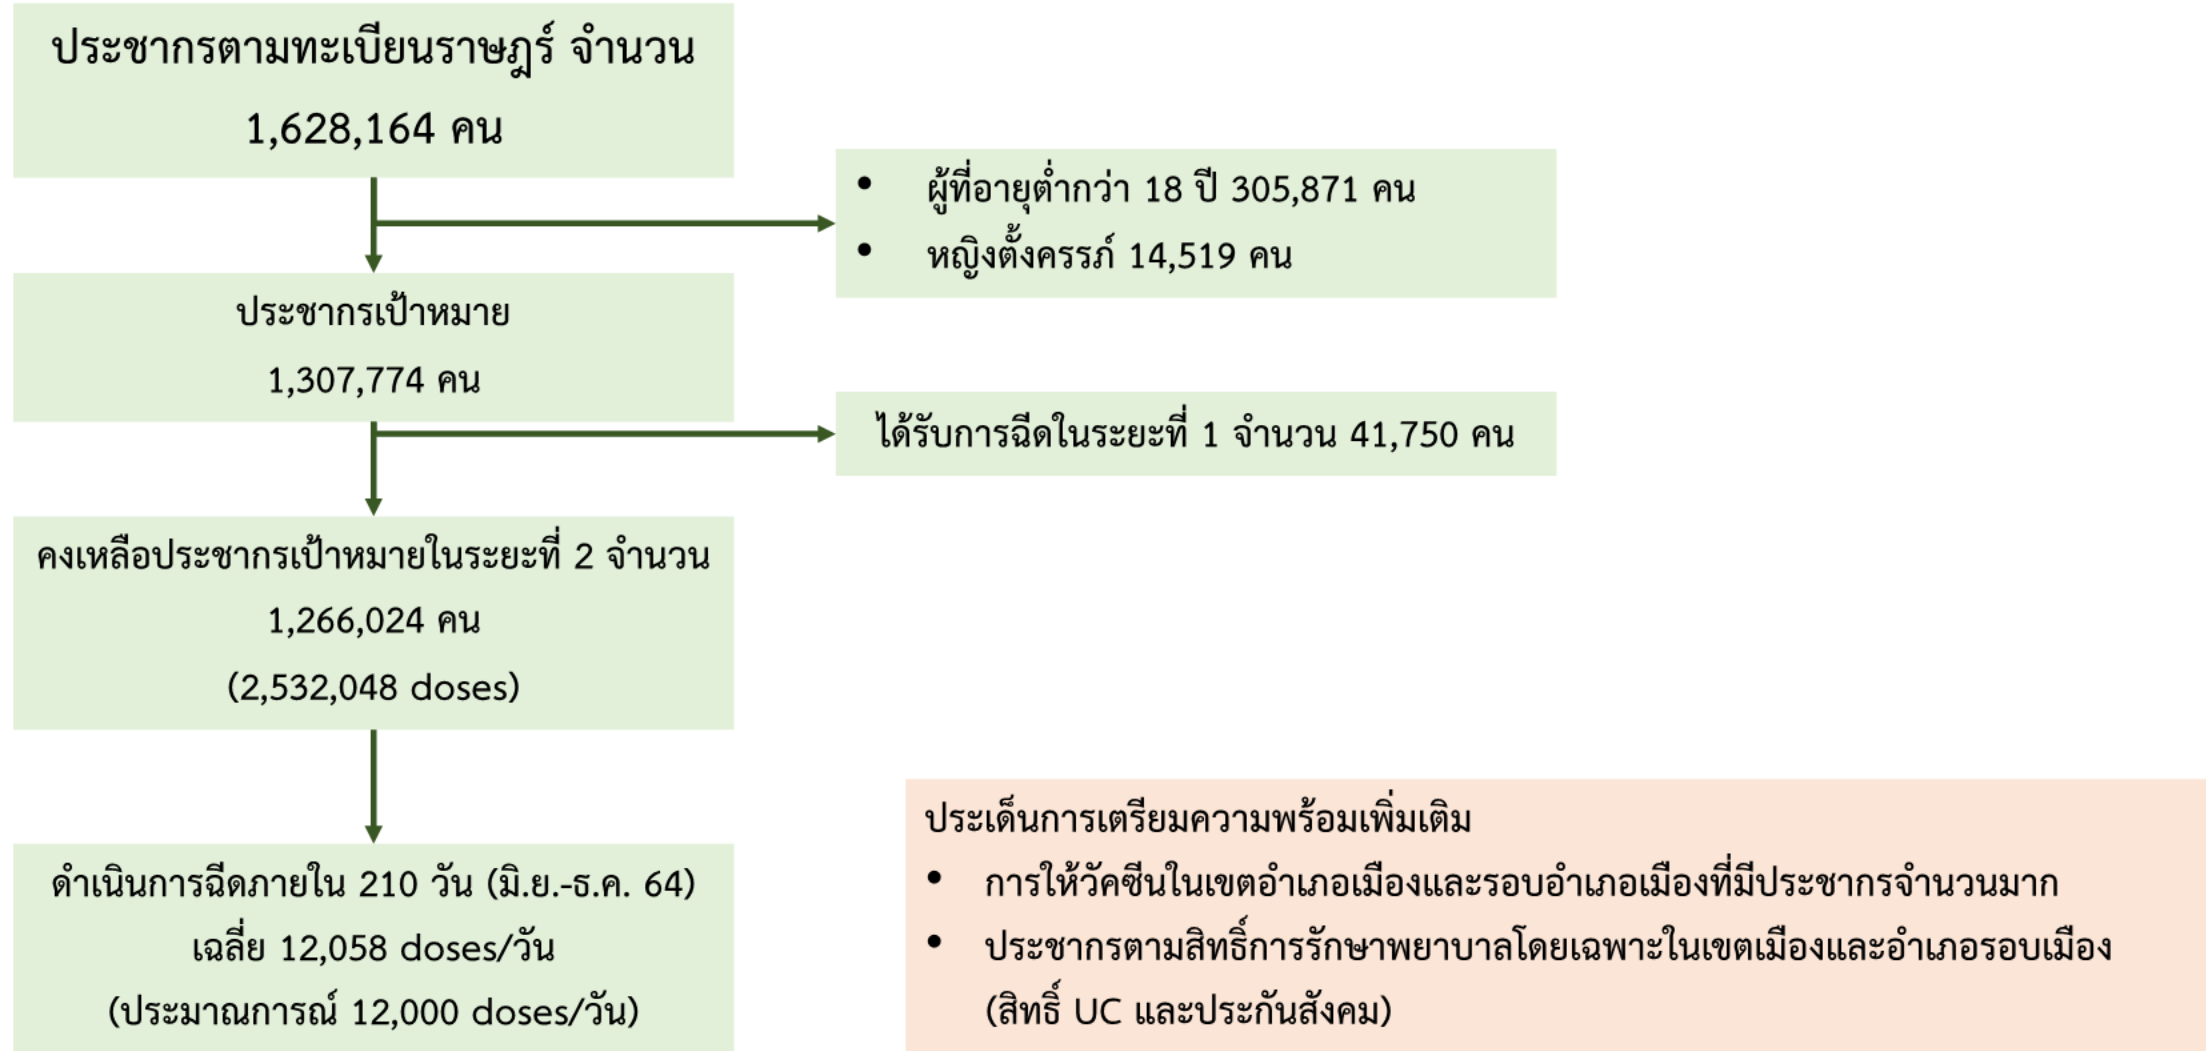 ประชากรตามทะเบียนราษฎร์ จำนวน
1,628,164 คน
• ผู้ที่อายุต่ำกว่า 18 ปี 305,871 คน
• หญิงตั้งครรภ์ 14,519 คน
ประชากรเป้าหมาย
1,307,774 คน
ได้รับการฉีดในระยะที่ 1 จำนวน 41,750 คน
คงเหลือประชากรเป้าหมายในระยะที่ 2 จำนวน
1,266,024 คน
(2,532,048 doses)
ดำเนินการฉีดภายใน 210 วัน (มิ.ย.-ธ.ค. 64)
เฉลี่ย 12,058 doses/วัน
(ประมาณการณ์ 12,000 doses/วัน)
ประเด็นการเตรียมความพร้อมเพิ่มเติม
• การให้วัคซีนในเขตอำเภอเมืองและรอบอำเภอเมืองที่มีประชากรจำนวนมาก
• ประชากรตามสิทธิ์การรักษาพยาบาลโดยเฉพาะในเขตเมืองและอำเภอรอบเมือง
(สิทธิ์ UC และประกันสังคม)